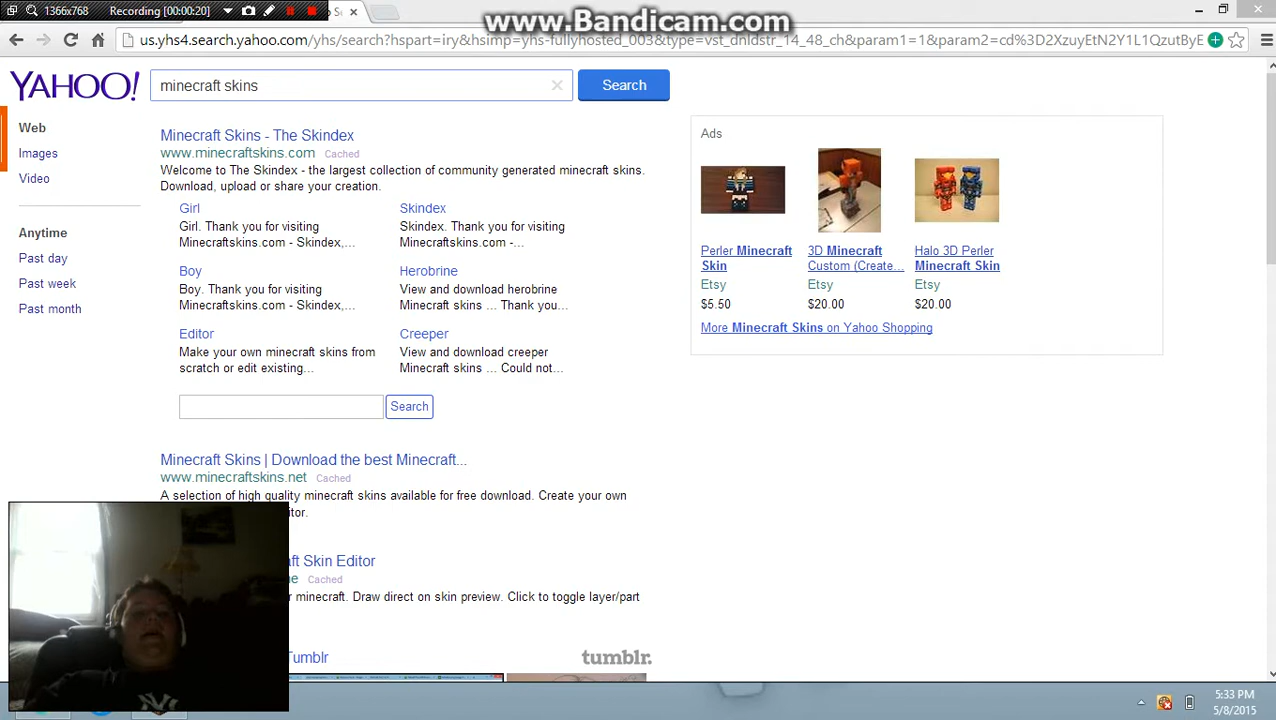 1366x768 Recording [00:00:20]
www.Bandicam.com
us.yhs4.search.yahoo.com/yhs/search?hspart=iry&hsimp=yhs-fullyhosted_003&type=vst_dnldstr_14_48_ch&param1=1&param2=cd%3D2XzuyEtN2Y1L1QzutByE
YAHOO! minecraft skins Search
Web
Images
Video
Anytime
Past day
Past week
Past month
Minecraft Skins - The Skindex
www.minecraftskins.com Cached
Welcome to The Skindex - the largest collection of community generated minecraft skins.
Download, upload or share your creation.
Girl
Girl. Thank you for visiting
Minecraftskins.com - Skindex,...
Skindex
Skindex. Thank you for visiting
Minecraftskins.com -...
Boy
Boy. Thank you for visiting
Minecraftskins.com - Skindex,...
Herobrine
View and download herobrine
Minecraft skins ... Thank you...
Editor
Make your own minecraft skins from
scratch or edit existing...
Creeper
View and download creeper
Minecraft skins ... Could not...
Search
Minecraft Skins | Download the best Minecraft...
www.minecraftskins.net Cached
A selection of high quality minecraft skins available for free download. Create your own
itor.
ft Skin Editor
ne Cached
r minecraft. Draw direct on skin preview. Click to toggle layer/part
Tumblr
tumblr.
Ads
Perler Minecraft
Skin
Etsy
$5.50
3D Minecraft
Custom (Create...
Etsy
$20.00
Halo 3D Perler
Minecraft Skin
Etsy
$20.00
More Minecraft Skins on Yahoo Shopping
5:33 PM
5/8/2015